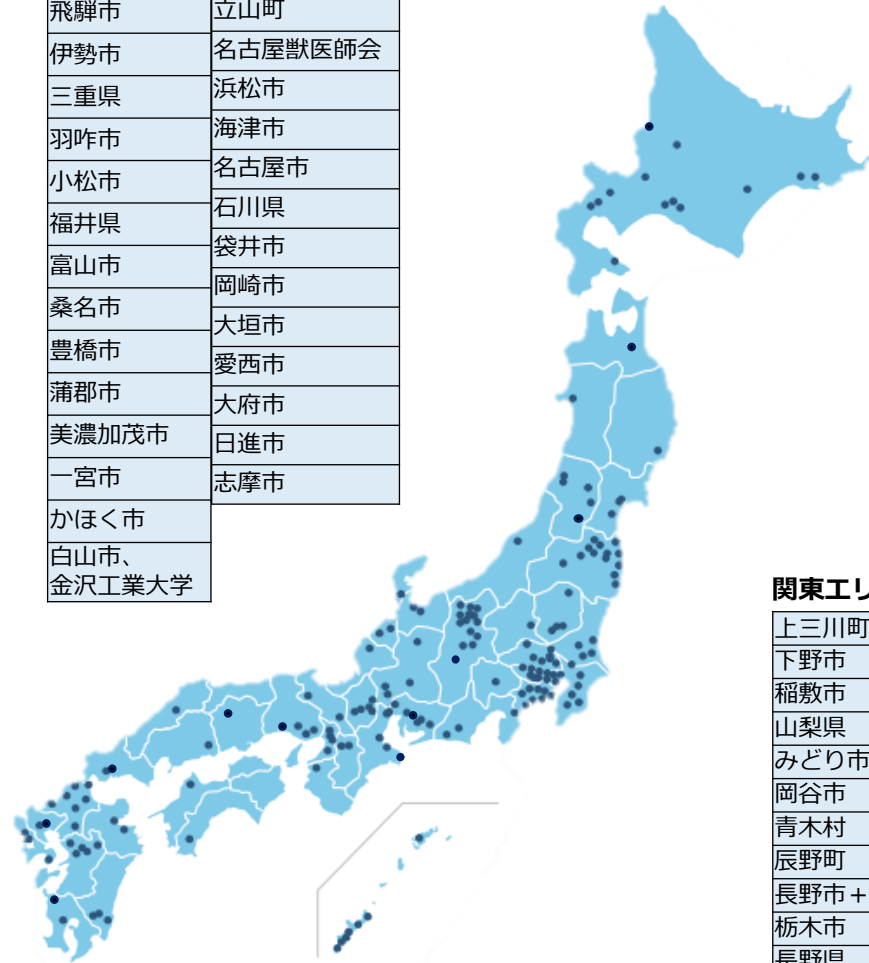 飛騨市
伊勢市
三重県
羽咋市
小松市
福井県
富山市
桑名市
豊橋市
蒲郡市
美濃加茂市
一宮市
かほく市
白山市、
金沢工業大学
立山町
名古屋獣医師会
浜松市
海津市
名古屋市
石川県
袋井市
岡崎市
大垣市
愛西市
大府市
日進市
志摩市
関東エリ
上三川町
下野市
稲敷市
山梨県
みどり市
岡谷市
青木村
辰野町
長野市+
栃木市
長野県